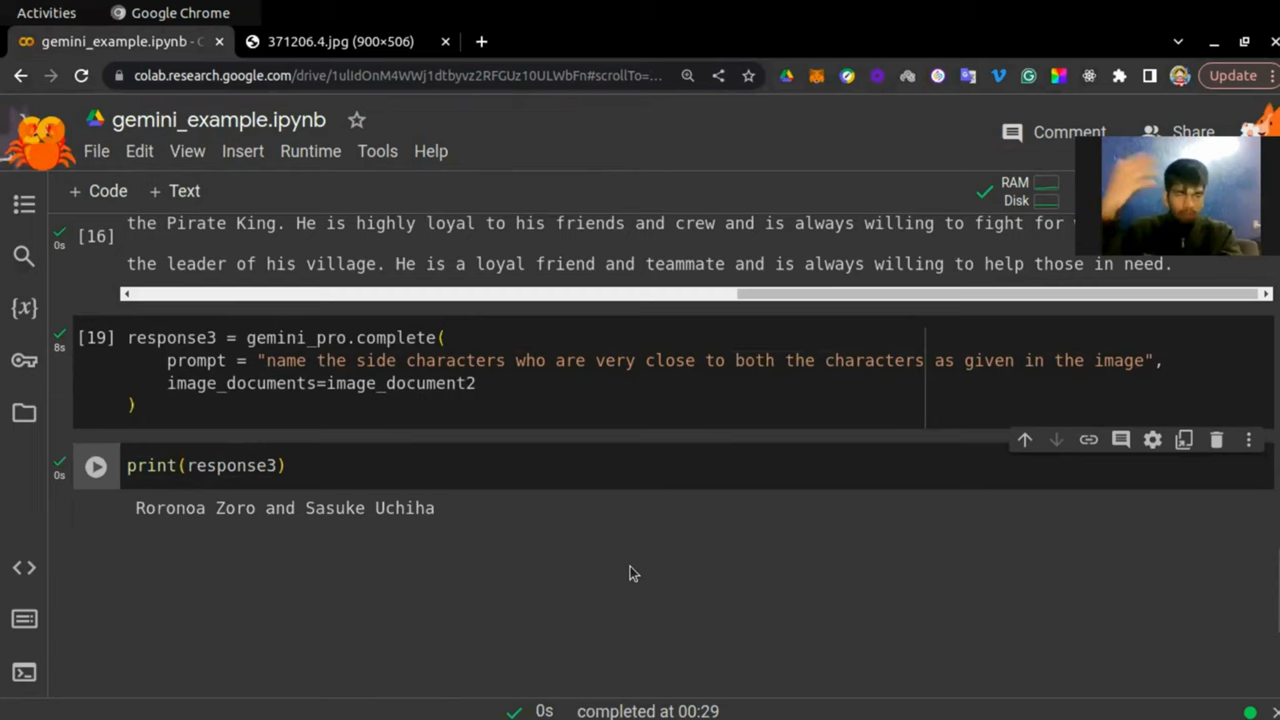 Activities
Google Chrome
gemini_example.ipynb - C
371206.4.jpg (900×506)
colab.research.google.com/drive/1ulIdOnM4WWj1dtbyvz2RFGUz10ULWbFn#scrollTo=...
Update
gemini_example.ipynb
Comment
Share
File Edit View Insert Runtime Tools Help
+ Code + Text
RAM
Disk
the Pirate King. He is highly loyal to his friends and crew and is always willing to fight for
[16]
0s
the leader of his village. He is a loyal friend and teammate and is always willing to help those in need.
[19] response3 = gemini_pro.complete(
8s
prompt = "name the side characters who are very close to both the characters as given in the image",
image_documents=image_document2
)
print(response3)
0s
Roronoa Zoro and Sasuke Uchiha
0s completed at 00:29